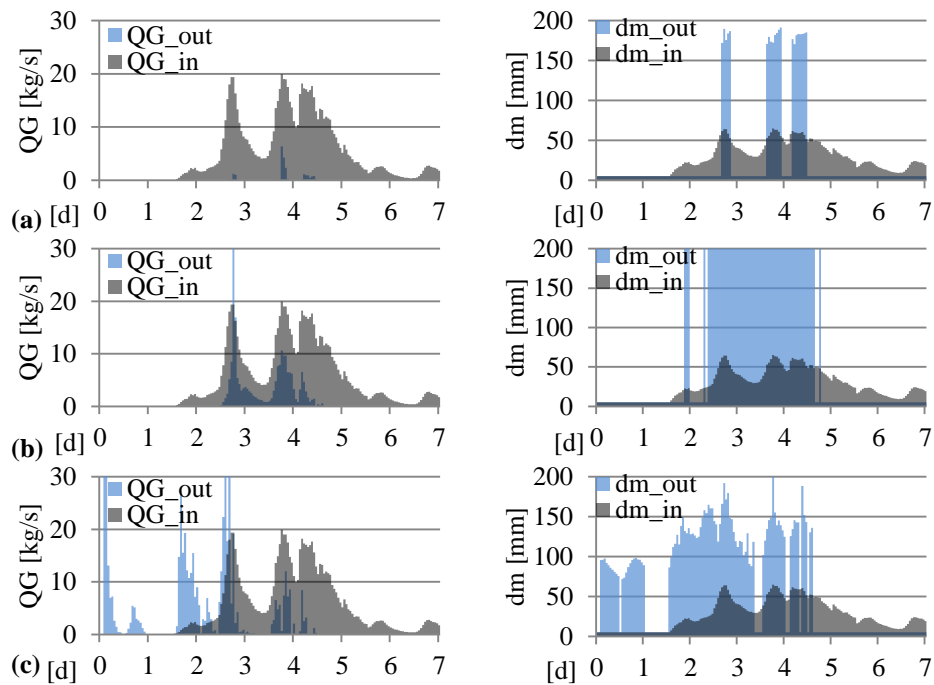 30
QG_out
QG_in
20
10
0
QG [kg/s]
(a) [d] 0 1 2 3 4 5 6 7
200
dm_out
dm_in
150
100
50
0
dm [mm]
[d] 0 1 2 3 4 5 6 7
30
QG_out
QG_in
20
10
0
QG [kg/s]
(b) [d] 0 1 2 3 4 5 6 7
200
dm_out
dm_in
150
100
50
0
dm [mm]
[d] 0 1 2 3 4 5 6 7
30
QG_out
QG_in
20
10
0
QG [kg/s]
(c) [d] 0 1 2 3 4 5 6 7
200
dm_out
dm_in
150
100
50
0
dm [mm]
[d] 0 1 2 3 4 5 6 7